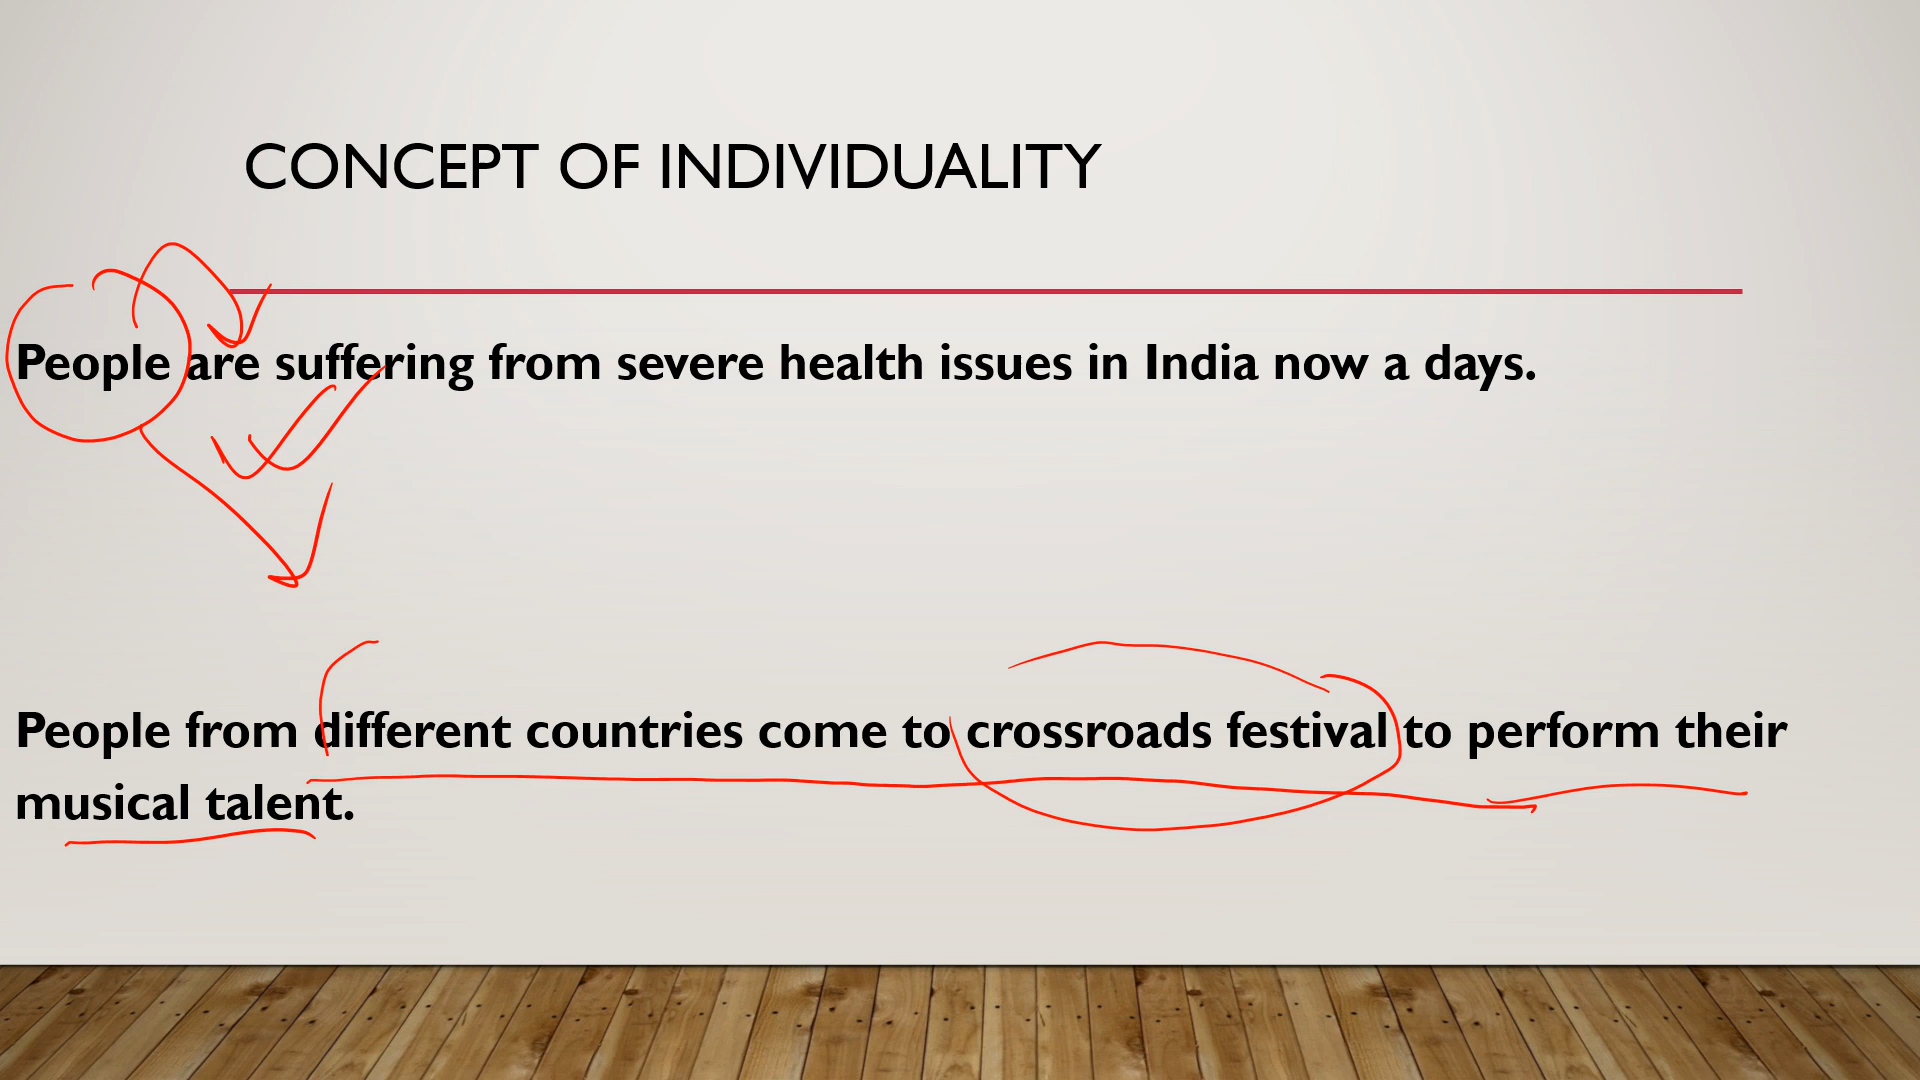 CONCEPT OF INDIVIDUALITY
People are suffering from severe health issues in India now a days.
People from different countries come to crossroads festival to perform their
musical talent.